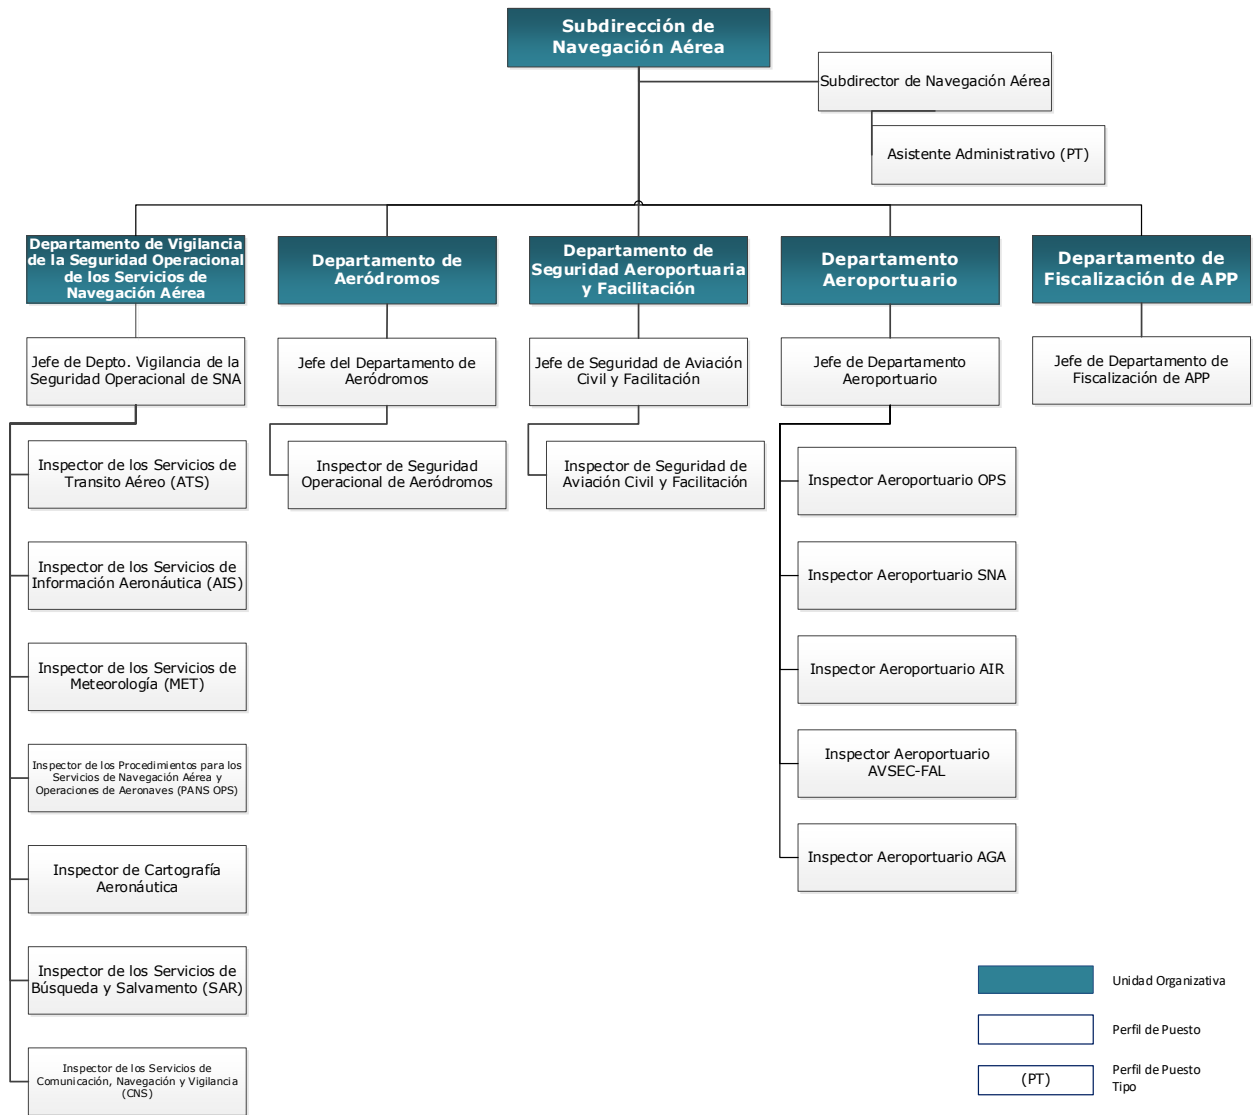 Subdirección de
Navegación Aérea
Subdirector de Navegación Aérea
Asistente Administrativo (PT)
Departamento de Vigilancia
de la Seguridad Operacional
de los Servicios de
Navegación Aérea
Departamento de
Aeródromos
Departamento de
Seguridad Aeroportuaria
y Facilitación
Departamento
Aeroportuario
Departamento de
Fiscalización de APP
Jefe de Depto. Vigilancia de la
Seguridad Operacional de SNA
Jefe del Departamento de
Aeródromos
Jefe de Seguridad de Aviación
Civil y Facilitación
Jefe de Departamento
Aeroportuario
Jefe de Departamento de
Fiscalización de APP
Inspector de los Servicios de
Transito Aéreo (ATS)
Inspector de los Servicios de
Información Aeronáutica (AIS)
Inspector de los Servicios de
Meteorología (MET)
Inspector de los Procedimientos para los
Servicios de Navegación Aérea y
Operaciones de Aeronaves (PANS OPS)
Inspector de Cartografía
Aeronáutica
Inspector de los Servicios de
Búsqueda y Salvamento (SAR)
Inspector de los Servicios de
Comunicación, Navegación y Vigilancia
(CNS)
Inspector de Seguridad
Operacional de Aeródromos
Inspector de Seguridad de
Aviación Civil y Facilitación
Inspector Aeroportuario OPS
Inspector Aeroportuario SNA
Inspector Aeroportuario AIR
Inspector Aeroportuario
AVSEC-FAL
Inspector Aeroportuario AGA
Unidad Organizativa
Perfil de Puesto
(PT)
Perfil de Puesto
Tipo